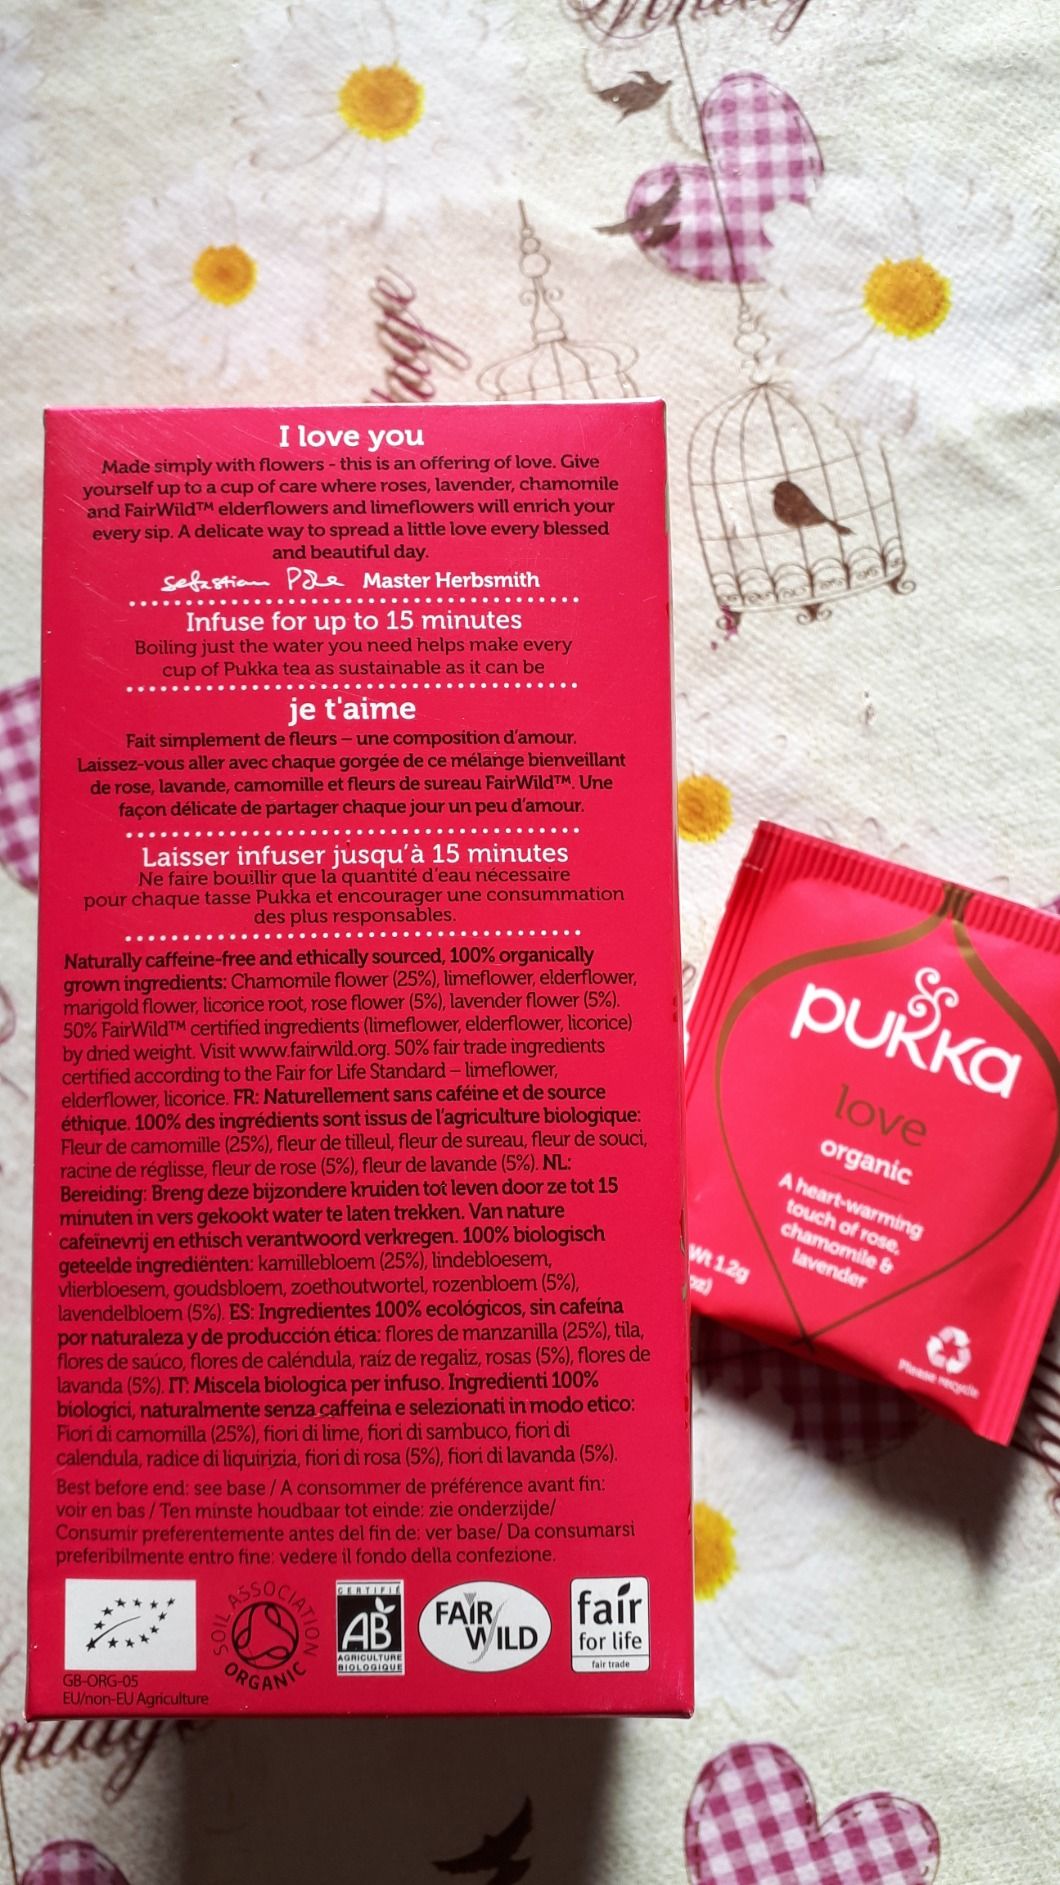 I love you
Made simply with flowers - this is an offering of love. Give
yourself up to a cup of care where roses, lavender, chamomile
and FairWild™ elderflowers and limeflowers will enrich your
every sip. A delicate way to spread a little love every blessed
and beautiful day.
Sebastian Pole Master Herbsmith
Infuse for up to 15 minutes
Boiling just the water you need helps make every
cup of Pukka tea as sustainable as it can be
je t'aime
Fait simplement de fleurs – une composition d'amour.
Laissez-vous aller avec chaque gorgée de ce mélange bienveillant
de rose, lavande, camomille et fleurs de sureau FairWild™. Une
façon délicate de partager chaque jour un peu d'amour.
Laisser infuser jusqu'à 15 minutes
Ne faire bouillir que la quantité d'eau nécessaire
pour chaque tasse Pukka et encourager une consummation
des plus responsables.
Naturally caffeine-free and ethically sourced, 100% organically
grown ingredients: Chamomile flower (25%), limeflower, elderflower,
marigold flower, licorice root, rose flower (5%), lavender flower (5%).
50% FairWild™ certified ingredients (limeflower, elderflower, licorice)
by dried weight. Visit www.fairwild.org. 50% fair trade ingredients
certified according to the Fair for Life Standard – limeflower,
elderflower, licorice. FR: Naturellement sans caféine et de source
éthique. 100% des ingrédients sont issus de l'agriculture biologique:
Fleur de camomille (25%), fleur de tilleul, fleur de sureau, fleur de souci,
racine de réglisse, fleur de rose (5%), fleur de lavande (5%). NL:
Bereiding: Breng deze bijzondere kruiden tot leven door ze tot 15
minuten in vers gekookt water te laten trekken. Van nature
cafeïnevrij en ethisch verantwoord verkregen. 100% biologisch
geteelde ingrediënten: kamillebloem (25%), lindebloesem,
vlierbloesem, goudsbloem, zoethoutwortel, rozenbloem (5%),
lavendelbloem (5%). ES: Ingredientes 100% ecológicos, sin cafeína
por naturaleza y de producción ética: flores de manzanilla (25%), tila,
flores de saúco, flores de caléndula, raíz de regaliz, rosas (5%), flores de
lavanda (5%). IT: Miscela biologica per infuso. Ingredienti 100%
biologici, naturalmente senza caffeina e selezionati in modo etico:
Fiori di camomilla (25%), fiori di lime, fiori di sambuco, fiori di
calendula, radice di liquirizia, fiori di rosa (5%), fiori di lavanda (5%).
Best before end: see base / A consommer de préférence avant fin:
voir en bas / Ten minste houdbaar tot einde: zie onderzijde/
Consumir preferentemente antes del fin de: ver base/ Da consumarsi
preferibilmente entro fine: vedere il fondo della confezione.
GB-ORG-05
EU/non-EU Agriculture
SOIL ASSOCIATION
ORGANIC
CERTIFIÉ
AB
AGRICULTURE
BIOLOGIQUE
FAIR
WILD
fair
for life
fair trade
pukka
love
organic
A heart-warming
touch of rose,
chamomile &
lavender
Wt 1.2g
oz)
Please recycle